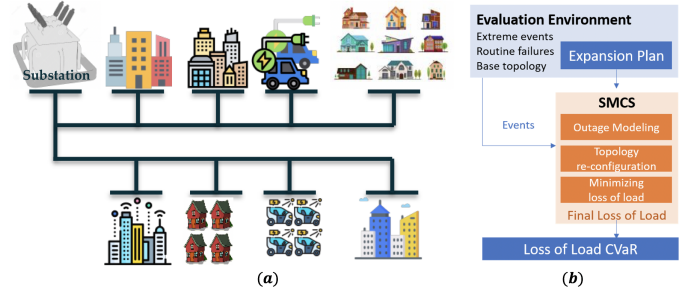 Substation
(a)
Evaluation Environment
Extreme events
Routine failures
Base topology
Expansion Plan
Events
SMCS
Outage Modeling
Topology
re-configuration
Minimizing
loss of load
Final Loss of Load
Loss of Load CVaR
(b)